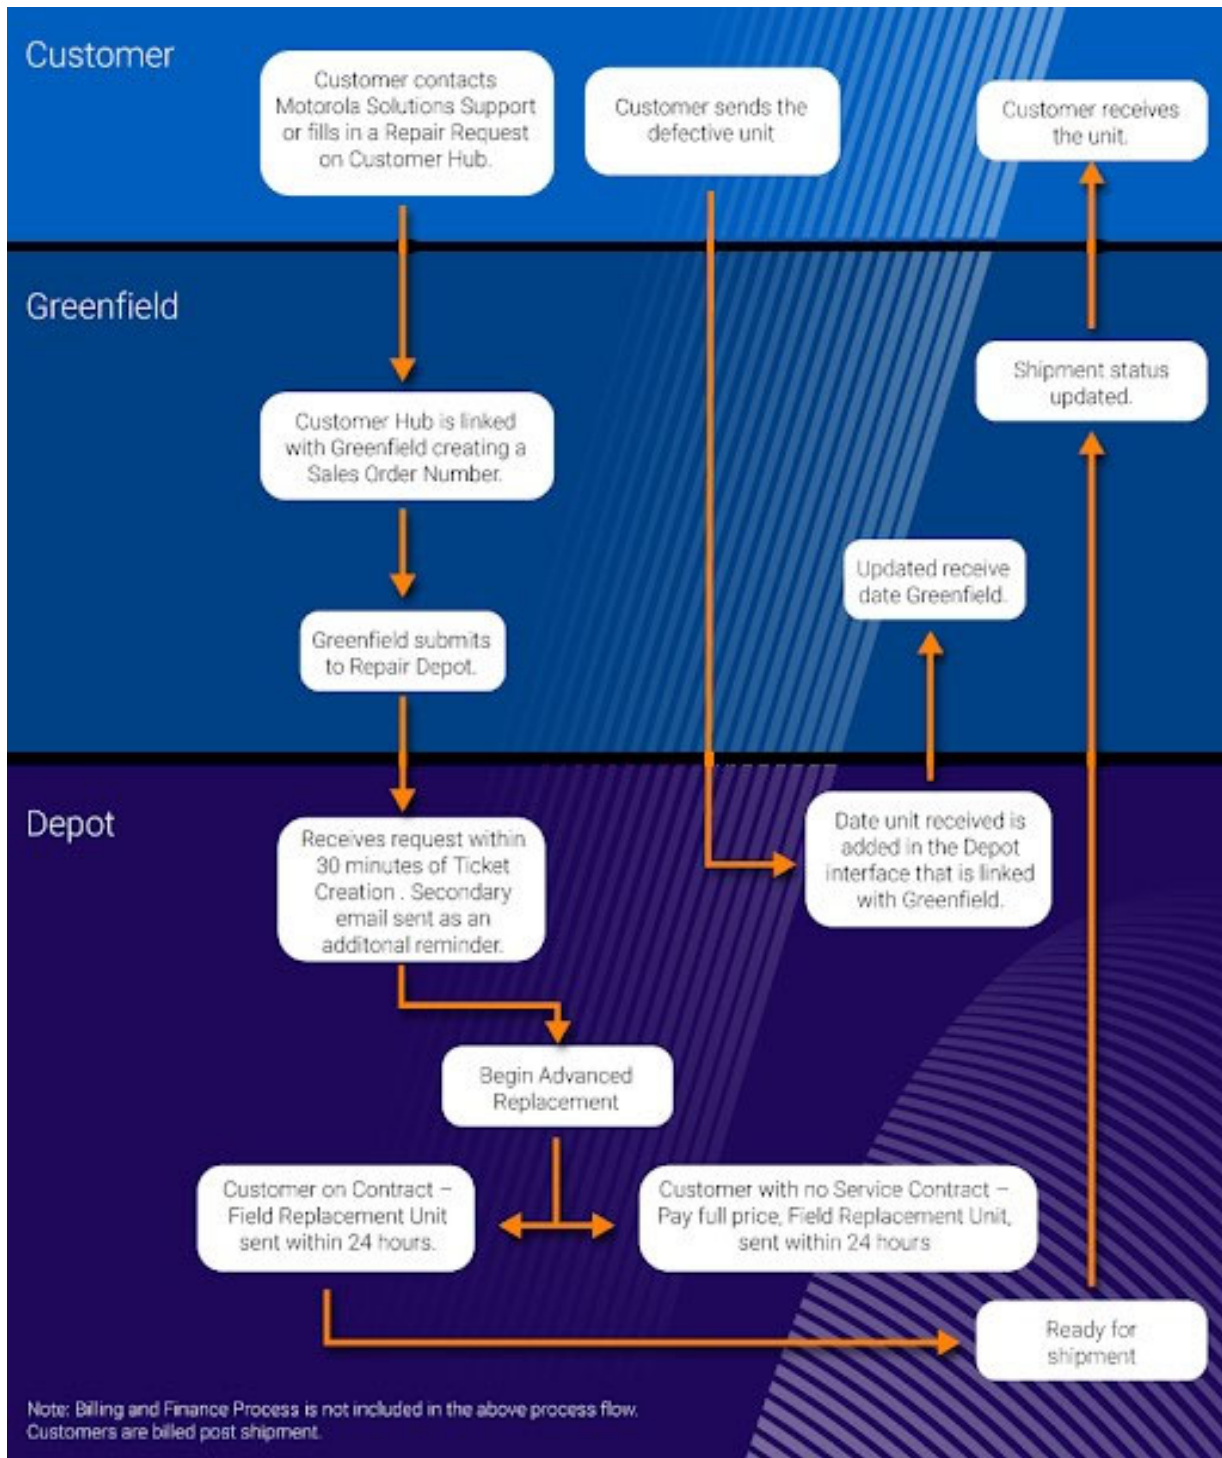 Customer
Customer contacts
Motorola Solutions Support
or fills in a Repair Request
on Customer Hub.
Customer sends the
defective unit
Customer receives
the unit.
Greenfield
Customer Hub is linked
with Greenfield creating a
Sales Order Number.
Greenfield submits
to Repair Depot.
Updated receive
date Greenfield.
Shipment status
updated.
Depot
Receives request within
30 minutes of Ticket
Creation . Secondary
email sent as an
additonal reminder.
Date unit received is
added in the Depot
interface that is linked
with Greenfield.
Begin Advanced
Replacement
Customer on Contract –
Field Replacement Unit
sent within 24 hours.
Customer with no Service Contract –
Pay full price, Field Replacement Unit,
sent within 24 hours
Ready for
shipment
Note: Billing and Finance Process is not included in the above process flow.
Customers are billed post shipment.